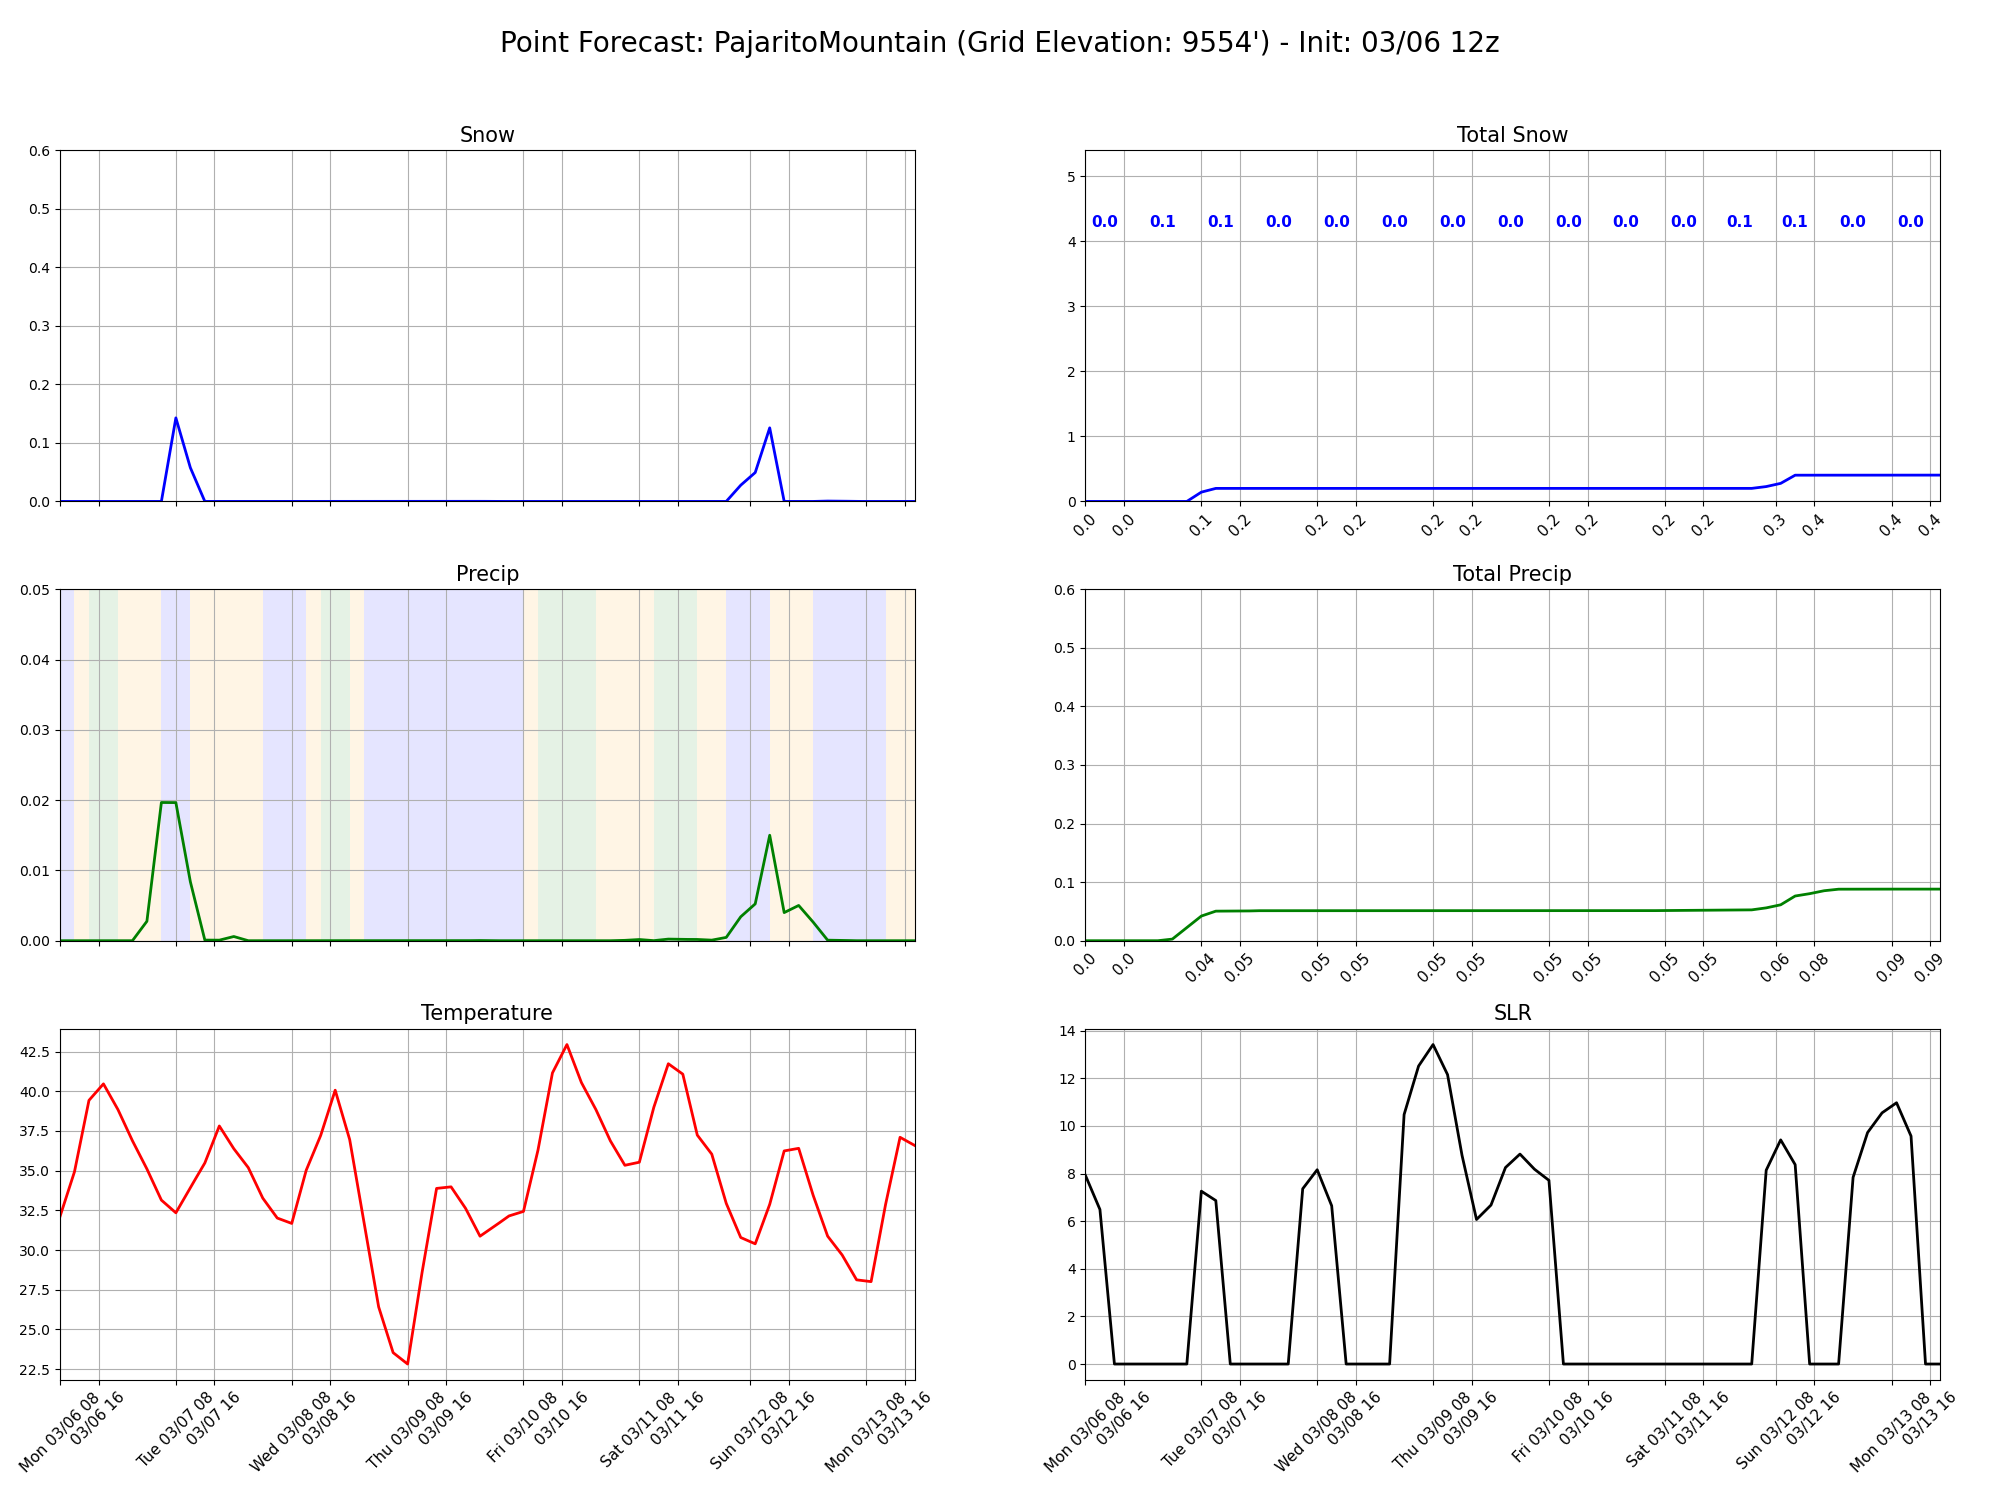 Point Forecast: PajaritoMountain (Grid Elevation: 9554') - Init: 03/06 12z
Snow
0.6
0.5
0.4
0.3
0.2
0.1
0.0
Total Snow
5
4
3
2
1
0
0.0 0.1 0.1 0.0 0.0 0.0 0.0 0.0 0.0 0.0 0.0 0.1 0.1 0.0 0.0
0.0 0.0 0.1 0.2 0.2 0.2 0.2 0.2 0.2 0.2 0.2 0.2 0.3 0.4 0.4 0.4
Precip
0.05
0.04
0.03
0.02
0.01
0.00
Total Precip
0.6
0.5
0.4
0.3
0.2
0.1
0.0
0.0 0.0 0.04 0.05 0.05 0.05 0.05 0.05 0.05 0.05 0.05 0.05 0.06 0.08 0.09 0.09
Temperature
42.5
40.0
37.5
35.0
32.5
30.0
27.5
25.0
22.5
Mon 03/06 08
03/06 16
Tue 03/07 08
03/07 16
Wed 03/08 08
03/08 16
Thu 03/09 08
03/09 16
Fri 03/10 08
03/10 16
Sat 03/11 08
03/11 16
Sun 03/12 08
03/12 16
Mon 03/13 08
03/13 16
SLR
14
12
10
8
6
4
2
0
Mon 03/06 08
03/06 16
Tue 03/07 08
03/07 16
Wed 03/08 08
03/08 16
Thu 03/09 08
03/09 16
Fri 03/10 08
03/10 16
Sat 03/11 08
03/11 16
Sun 03/12 08
03/12 16
Mon 03/13 08
03/13 16